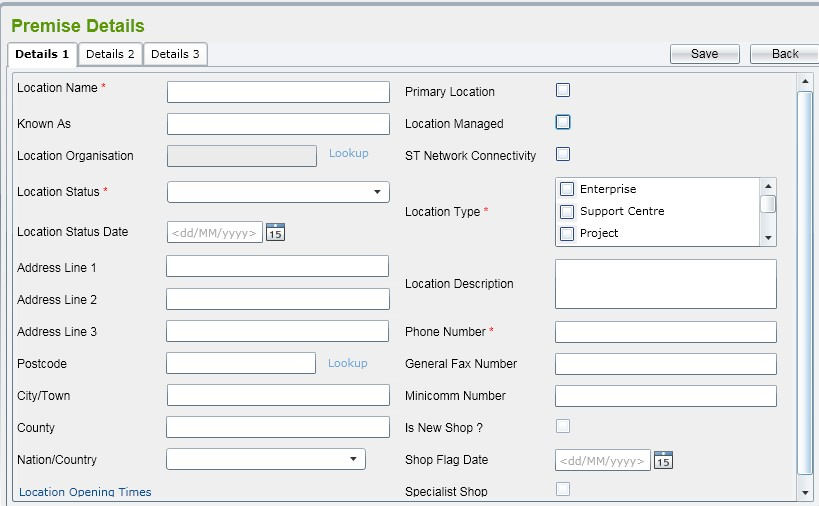 Premise Details
Details 1 Details 2 Details 3 Save Back
Location Name * Primary Location
Known As Location Managed
Location Organisation Lookup ST Network Connectivity
Location Status * Location Type * Enterprise
Support Centre
Project
Location Status Date <dd/MM/yyyy> 15
Address Line 1 Location Description
Address Line 2
Address Line 3 Phone Number *
Postcode Lookup General Fax Number
City/Town Minicomm Number
County Is New Shop ?
Nation/Country Shop Flag Date <dd/MM/yyyy> 15
Location Opening Times Specialist Shop